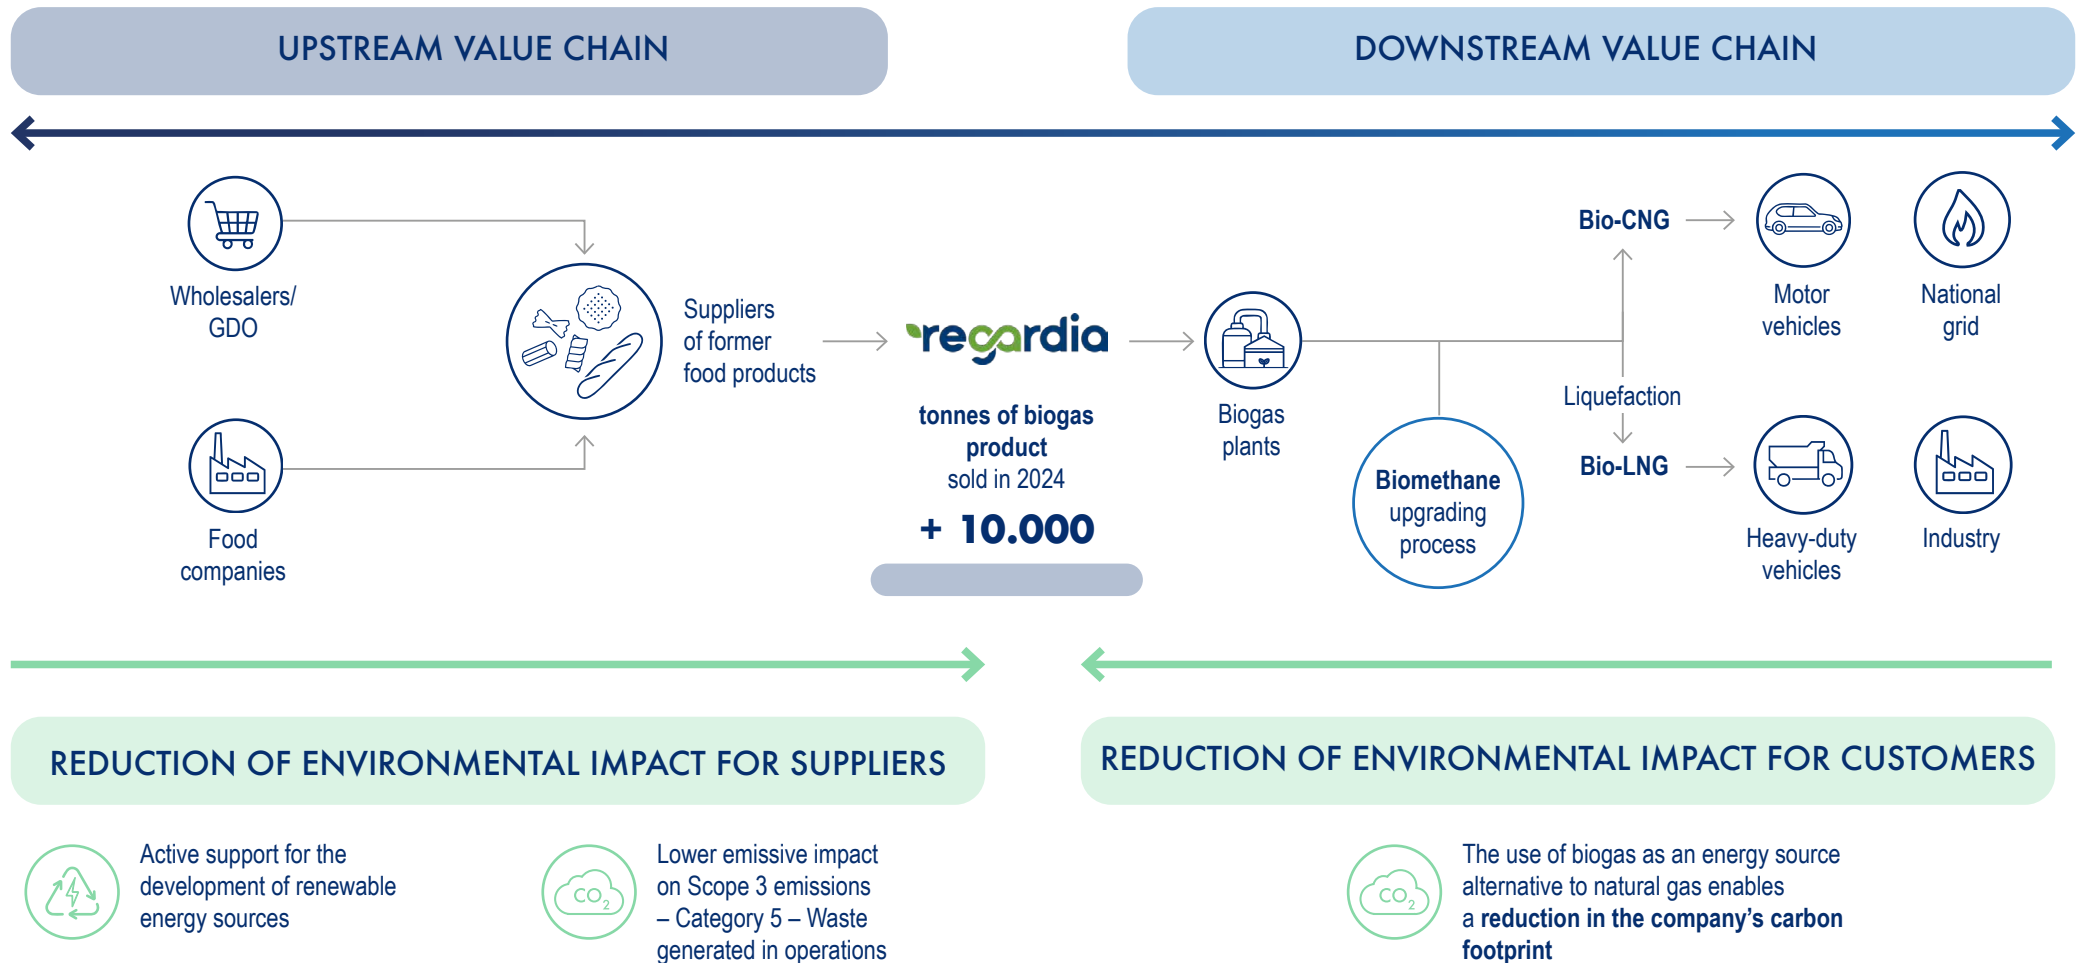 UPSTREAM VALUE CHAIN
DOWNSTREAM VALUE CHAIN
Wholesalers/
GDO
Food
companies
Suppliers
of former
food products
regardia
tonnes of biogas
product
sold in 2024
+ 10.000
Biogas
plants
Biomethane
upgrading
process
Bio-CNG
Liquefaction
Bio-LNG
Motor
vehicles
National
grid
Heavy-duty
vehicles
Industry
REDUCTION OF ENVIRONMENTAL IMPACT FOR SUPPLIERS
REDUCTION OF ENVIRONMENTAL IMPACT FOR CUSTOMERS
Active support for the
development of renewable
energy sources
CO2
Lower emissive impact
on Scope 3 emissions
– Category 5 – Waste
generated in operations
CO2
The use of biogas as an energy source
alternative to natural gas enables
a reduction in the company’s carbon
footprint